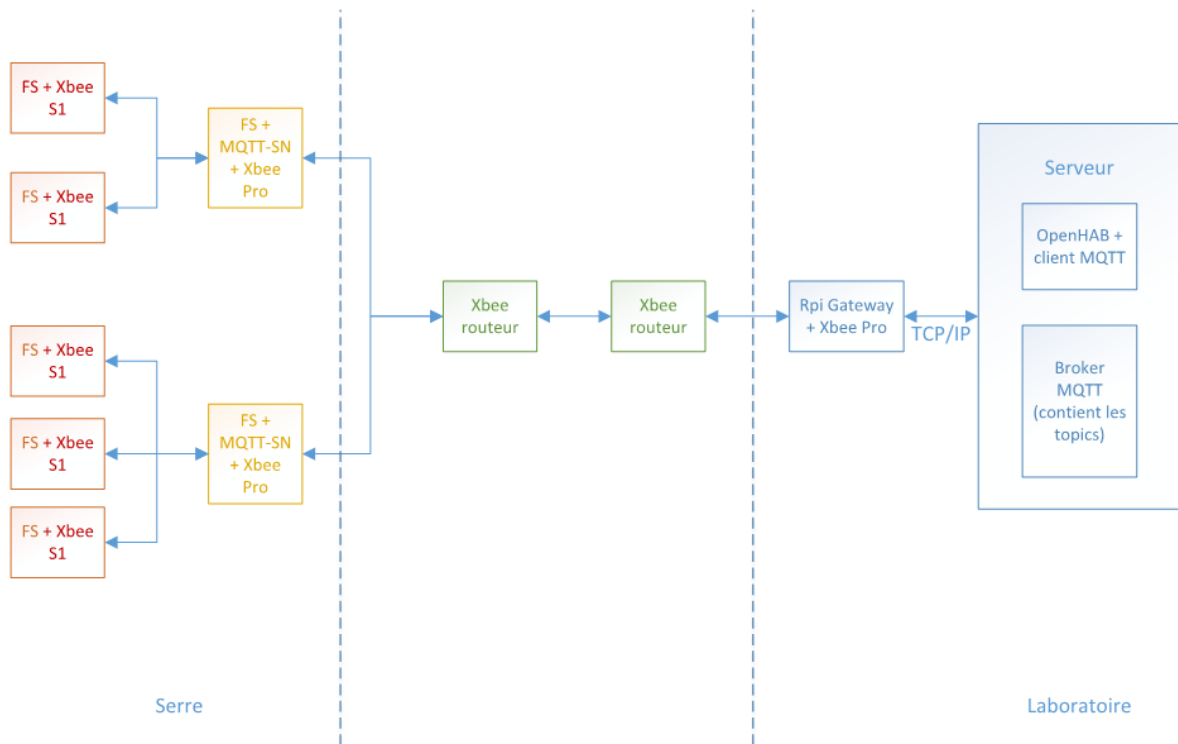 FS + Xbee
S1
FS + Xbee
S1
FS +
MQTT-SN
+ Xbee
Pro
FS + Xbee
S1
FS + Xbee
S1
FS + Xbee
S1
FS +
MQTT-SN
+ Xbee
Pro
Xbee
routeur
Xbee
routeur
Rpi Gateway
+ Xbee Pro
TCP/IP
Serveur
OpenHAB +
client MQTT
Broker
MQTT
(contient les
topics)
Serre
Laboratoire